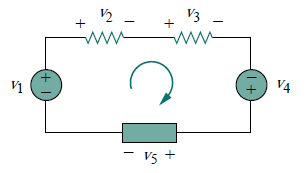 + v2 − + v3 −
v1 + − − + v4
− v5 +